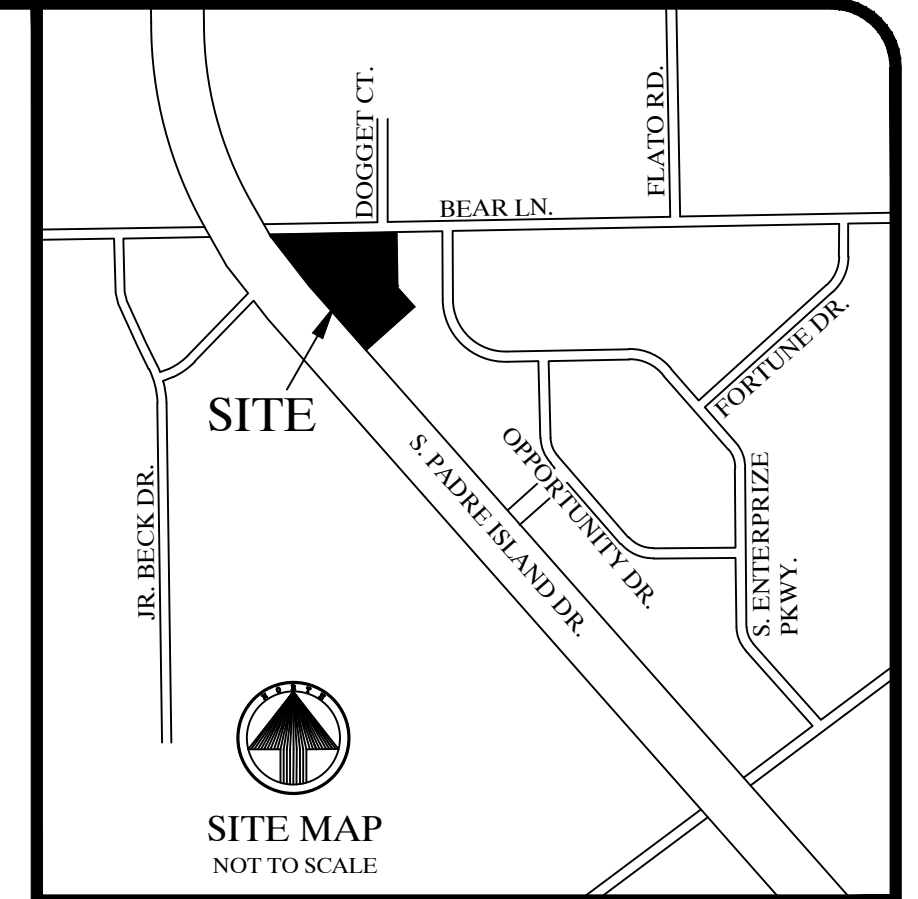 DOGGET CT.
FLATO RD.
BEAR LN.
FORTUNE DR.
SITE
S. PADRE ISLAND DR.
OPPORTUNITY DR.
JR. BECK DR.
S. ENTERPRIZE
PKWY.
NORTH
SITE MAP
NOT TO SCALE